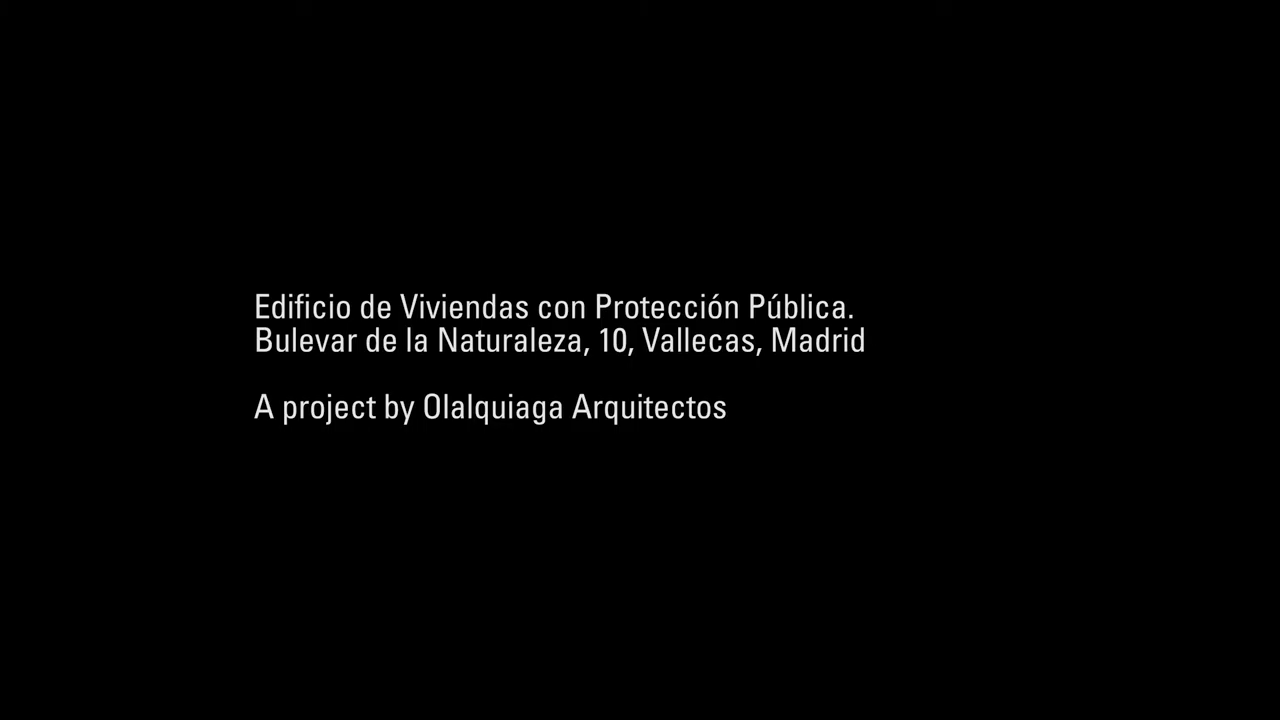 Edificio de Viviendas con Protección Pública.
Bulevar de la Naturaleza, 10, Vallecas, Madrid
A project by Olalquiaga Arquitectos